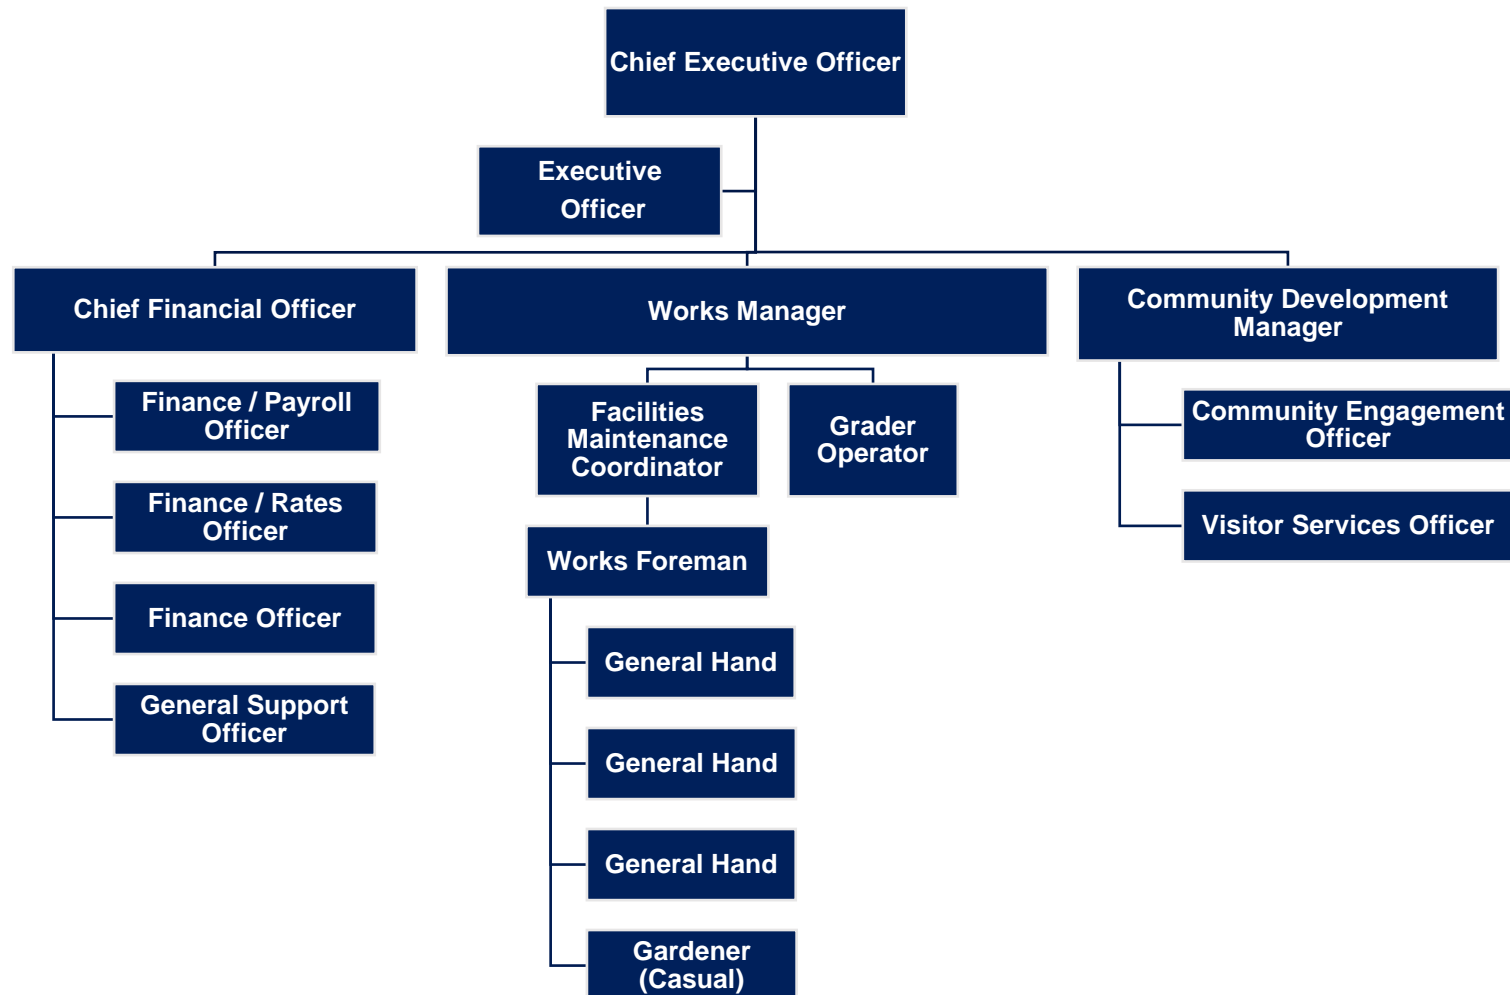 Chief Executive Officer
Executive
Officer
Chief Financial Officer
Finance / Payroll
Officer
Finance / Rates
Officer
Finance Officer
General Support
Officer
Works Manager
Facilities
Maintenance
Coordinator
Grader
Operator
Works Foreman
General Hand
General Hand
General Hand
Gardener
(Casual)
Community Development
Manager
Community Engagement
Officer
Visitor Services Officer